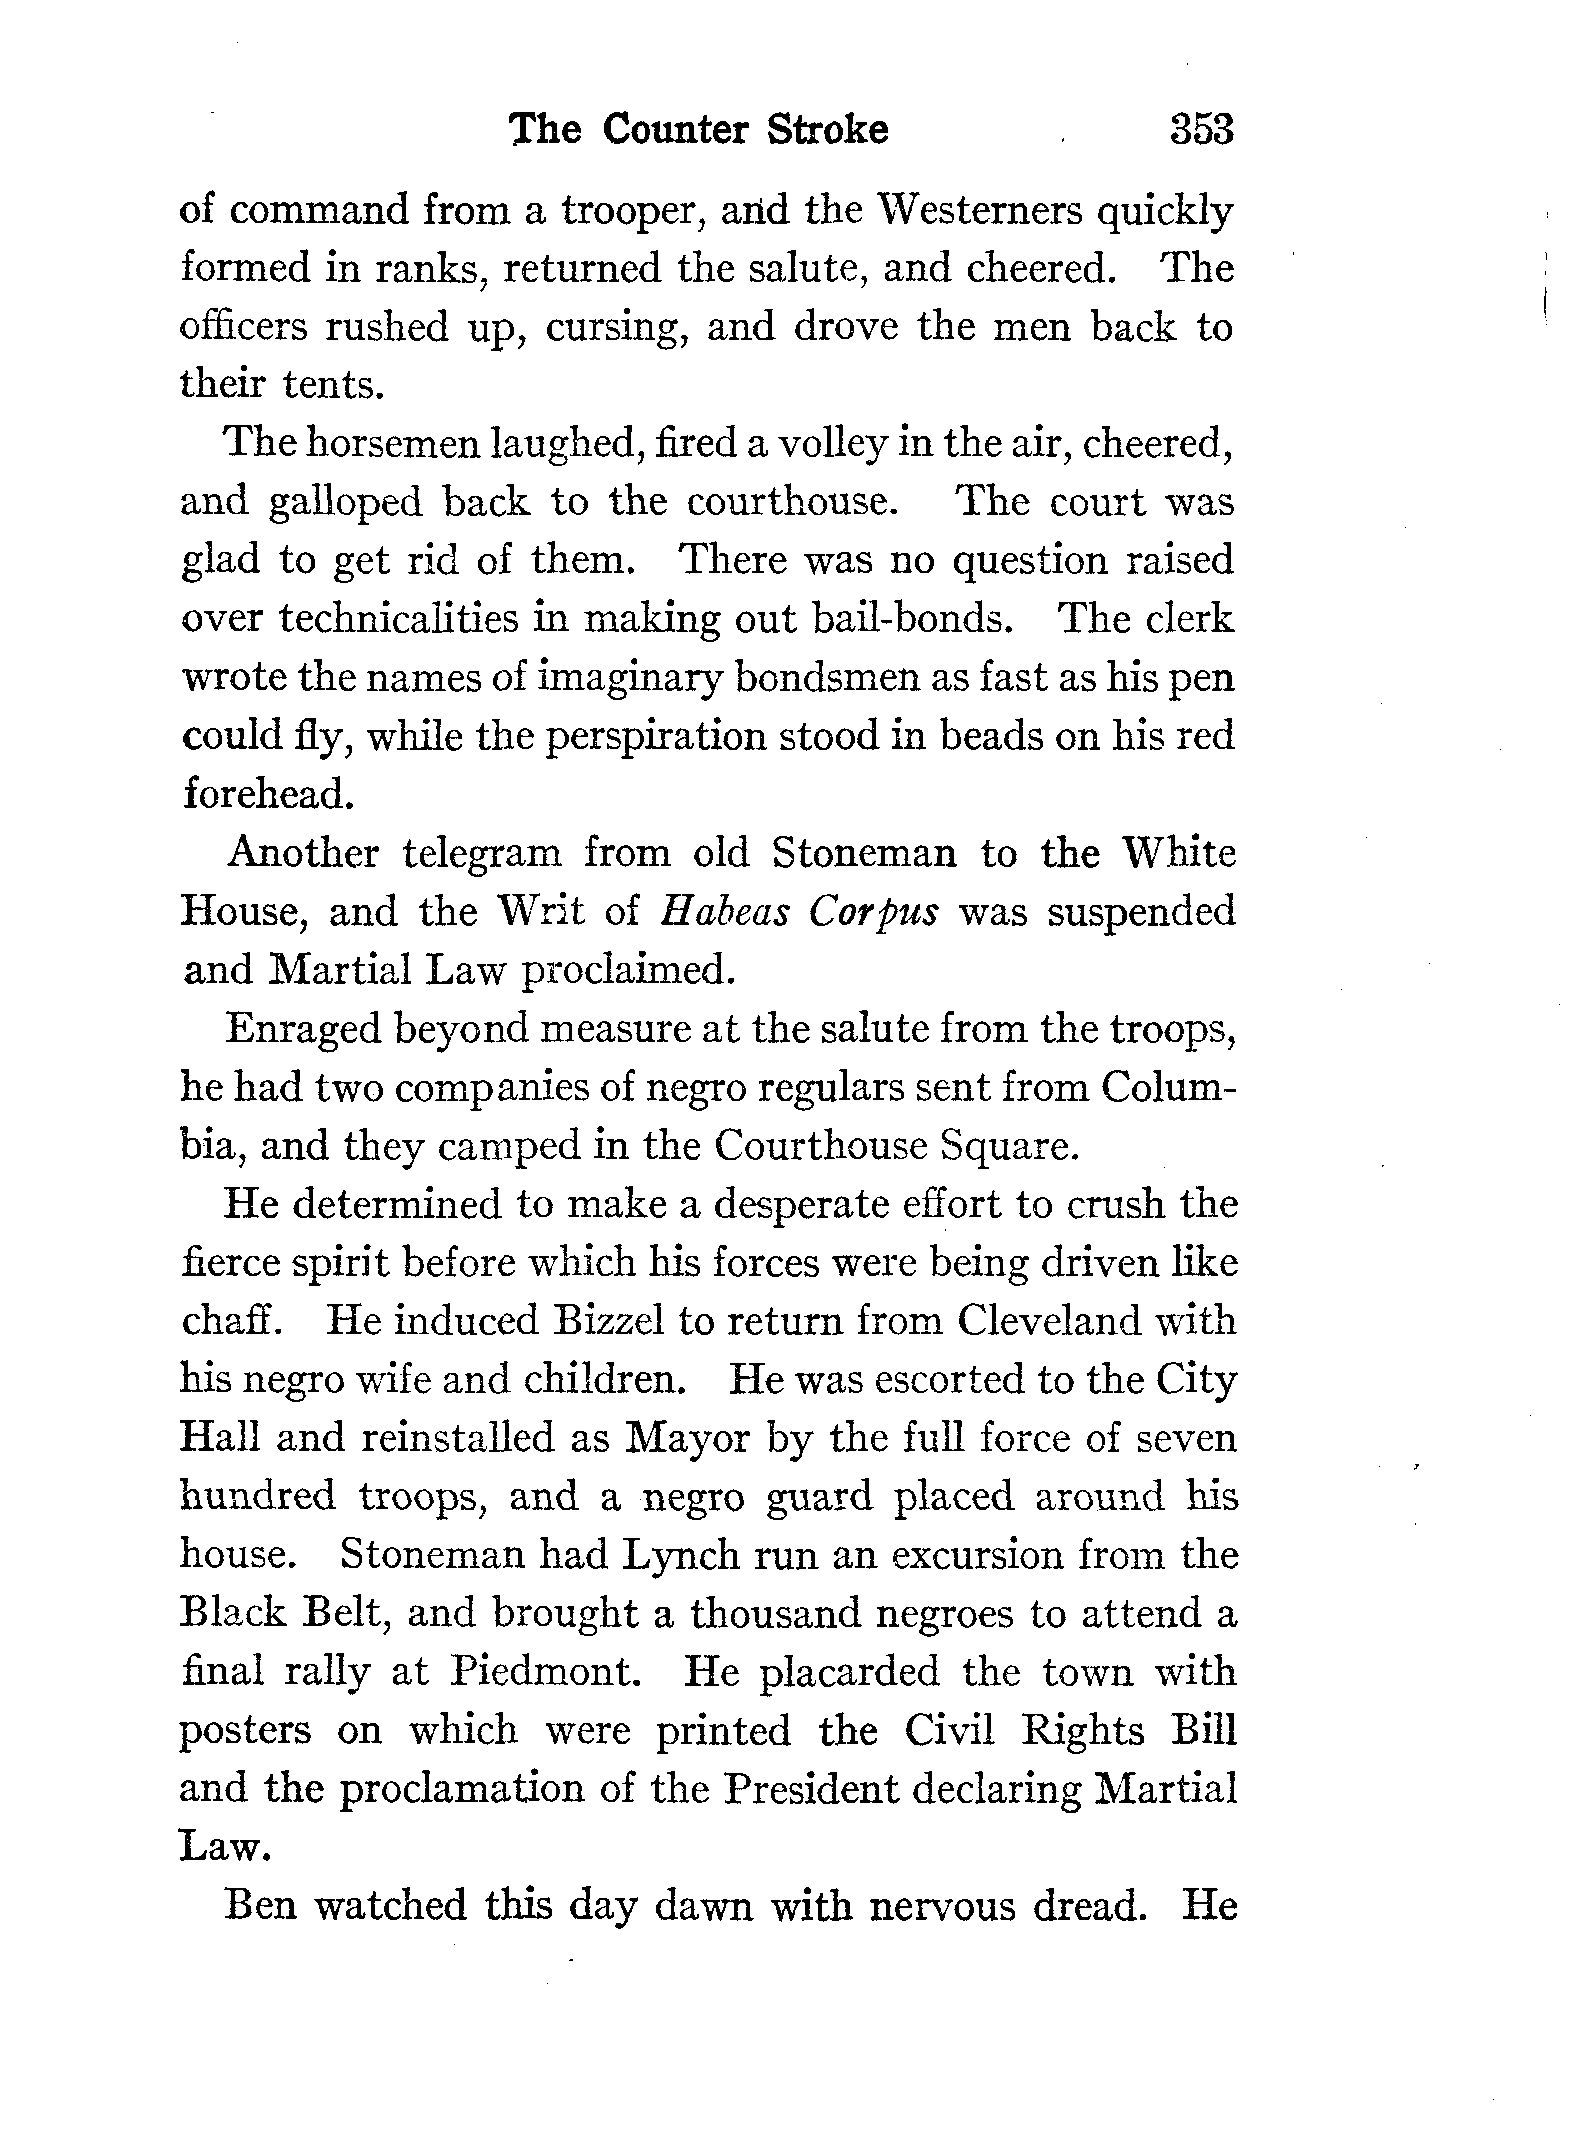 The Counter Stroke 353
of command from a trooper, and the Westerners quickly
formed in ranks, returned the salute, and cheered. The
officers rushed up, cursing, and drove the men back to
their tents.
The horsemen laughed, fired a volley in the air, cheered,
and galloped back to the courthouse. The court was
glad to get rid of them. There was no question raised
over technicalities in making out bail-bonds. The clerk
wrote the names of imaginary bondsmen as fast as his pen
could fly, while the perspiration stood in beads on his red
forehead.
Another telegram from old Stoneman to the White
House, and the Writ of Habeas Corpus was suspended
and Martial Law proclaimed.
Enraged beyond measure at the salute from the troops,
he had two companies of negro regulars sent from Colum-
bia, and they camped in the Courthouse Square.
He determined to make a desperate effort to crush the
fierce spirit before which his forces were being driven like
chaff. He induced Bizzel to return from Cleveland with
his negro wife and children. He was escorted to the City
Hall and reinstalled as Mayor by the full force of seven
hundred troops, and a negro guard placed around his
house. Stoneman had Lynch run an excursion from the
Black Belt, and brought a thousand negroes to attend a
final rally at Piedmont. He placarded the town with
posters on which were printed the Civil Rights Bill
and the proclamation of the President declaring Martial
Law.
Ben watched this day dawn with nervous dread. He